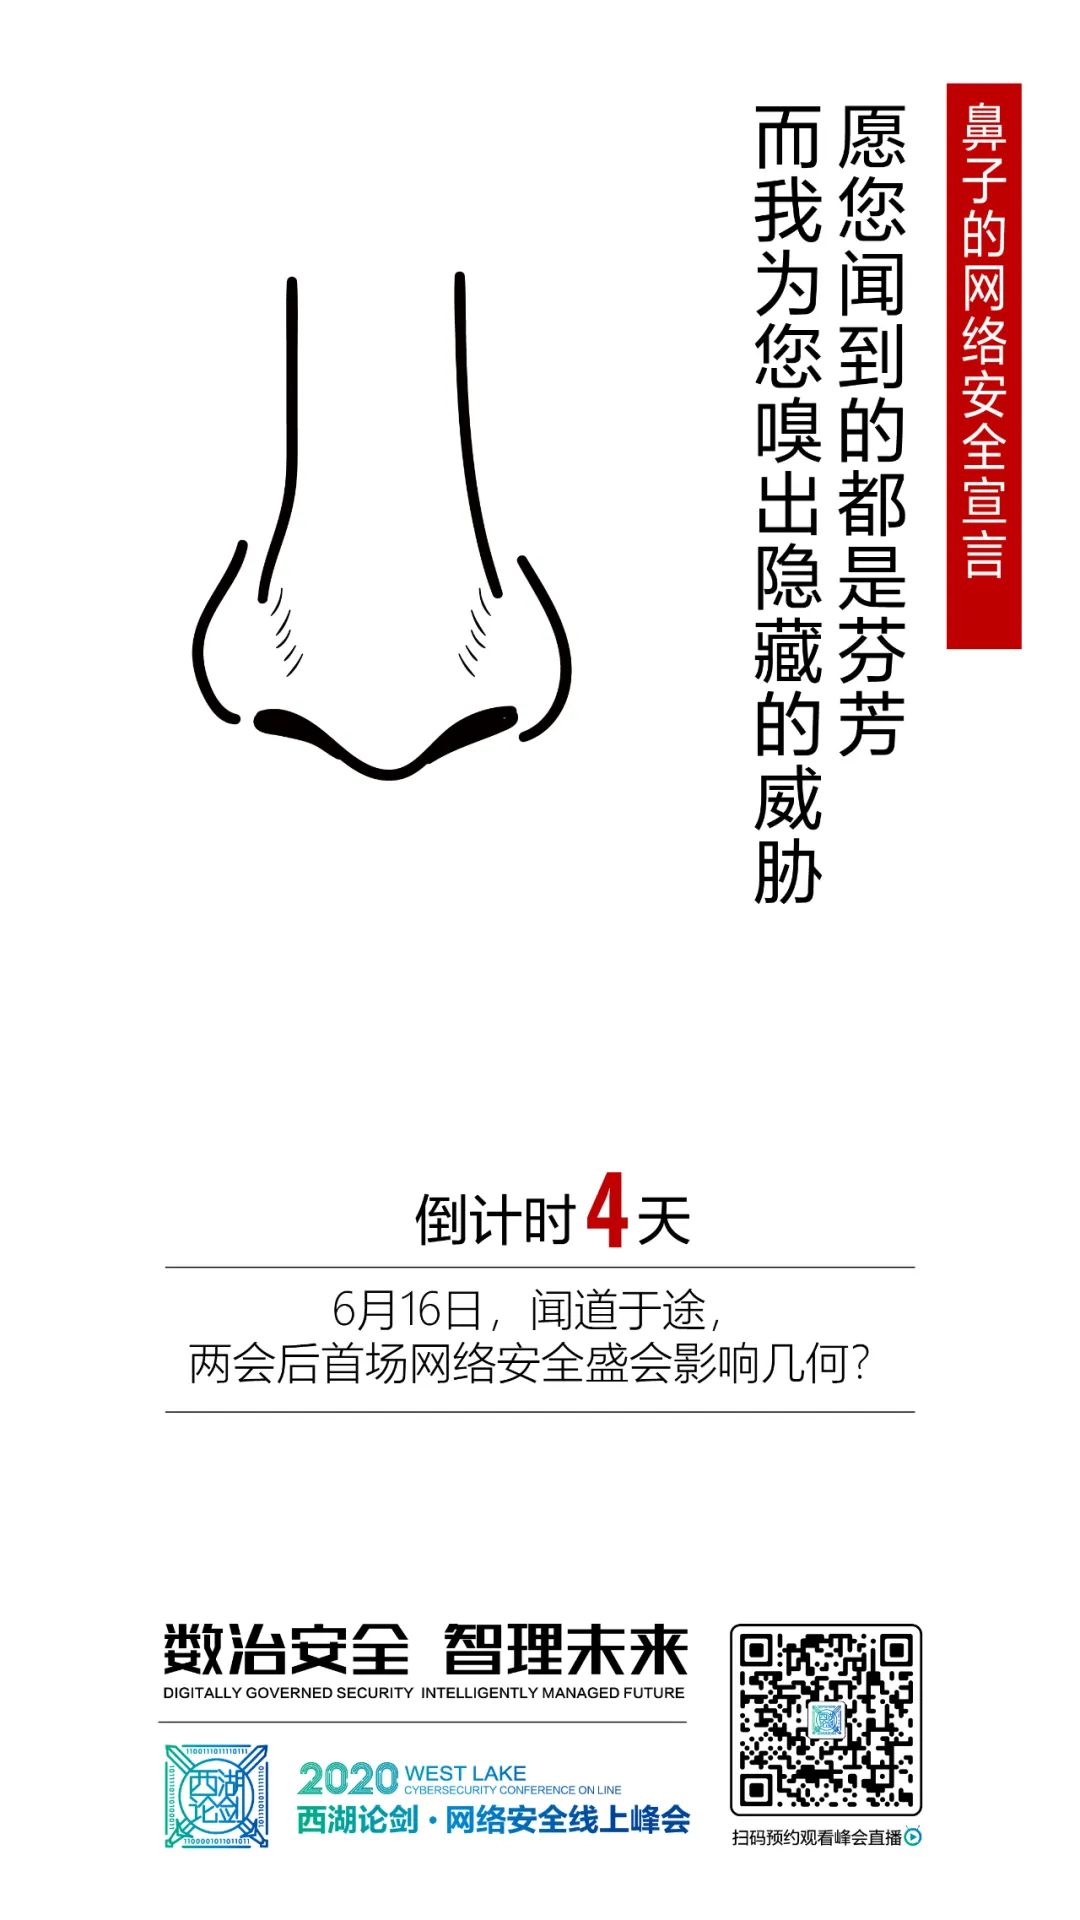 鼻子的网络安全宣言
愿您闻到的都是芬芳
而我为您嗅出隐藏的威胁
倒计时4天
6月16日，闻道于途，
两会后首场网络安全盛会影响几何？
数治安全 智理未来
DIGITALLY GOVERNED SECURITY INTELLIGENTLY MANAGED FUTURE
西湖
论剑
2020 WEST LAKE
CYBERSECURITY CONFERENCE ON LINE
西湖论剑·网络安全线上峰会
扫码预约观看峰会直播